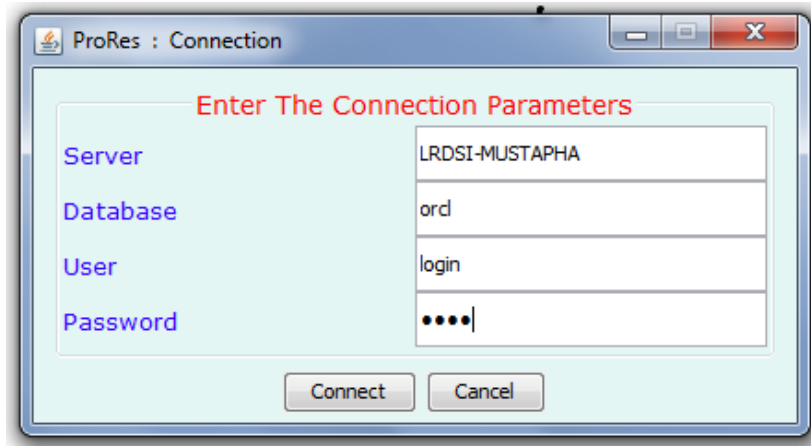 ProRes : Connection
Enter The Connection Parameters
Server LRDSI-MUSTAPHA
Database orcl
User login
Password ••••
Connect Cancel